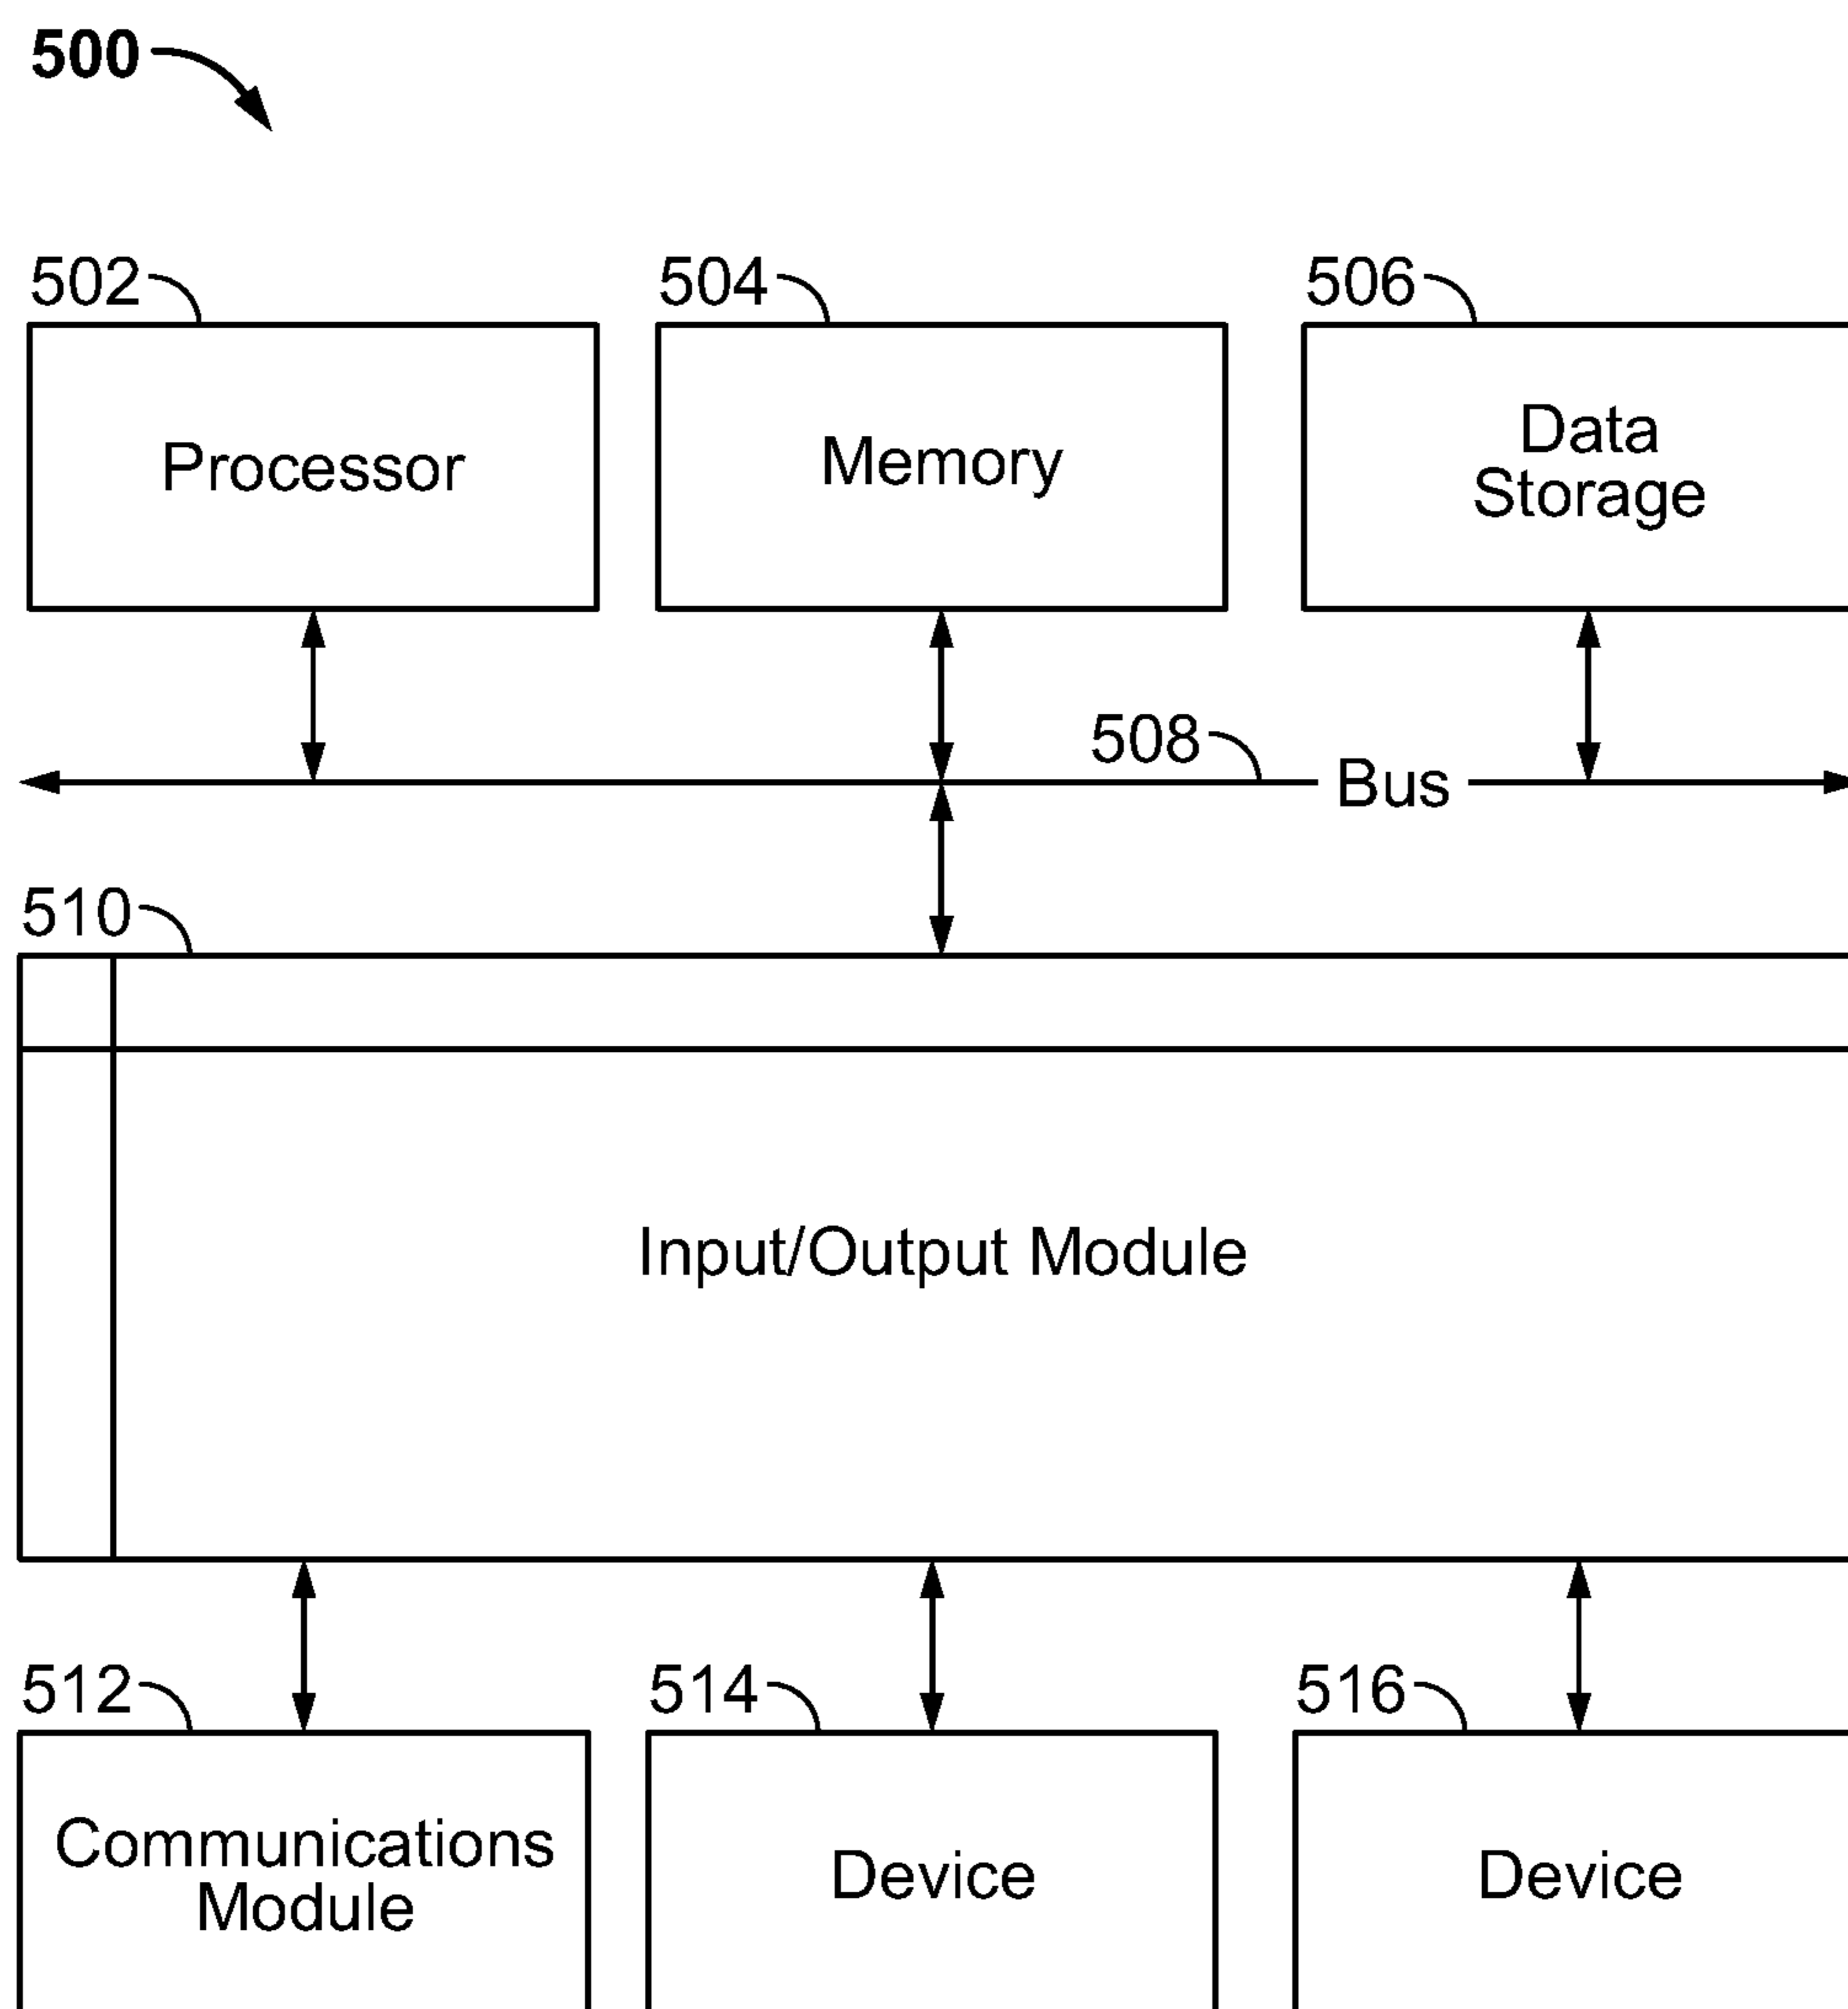 500
502
504
506
Processor
Memory
Data
Storage
508
Bus
510
Input/Output Module
512
514
516
Communications
Module
Device
Device